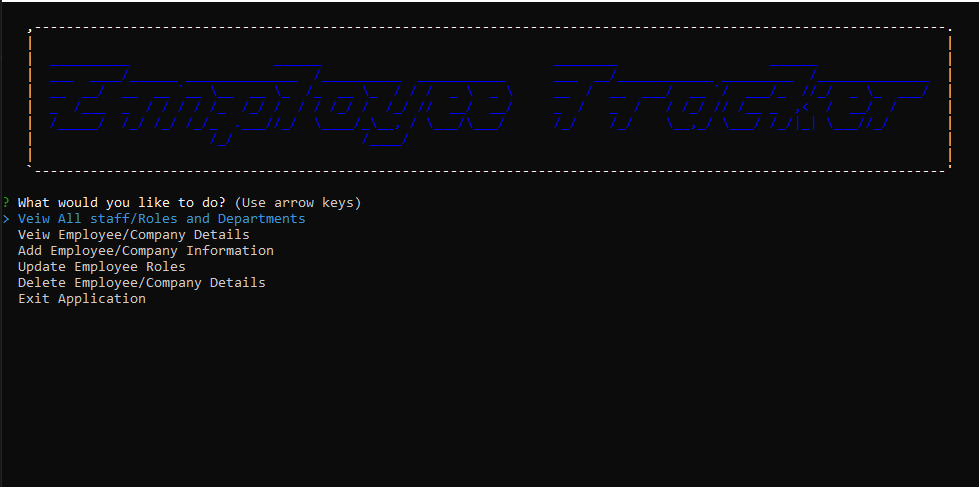 Employee Tracker
? What would you like to do? (Use arrow keys)
> Veiw All staff/Roles and Departments
Veiw Employee/Company Details
Add Employee/Company Information
Update Employee Roles
Delete Employee/Company Details
Exit Application